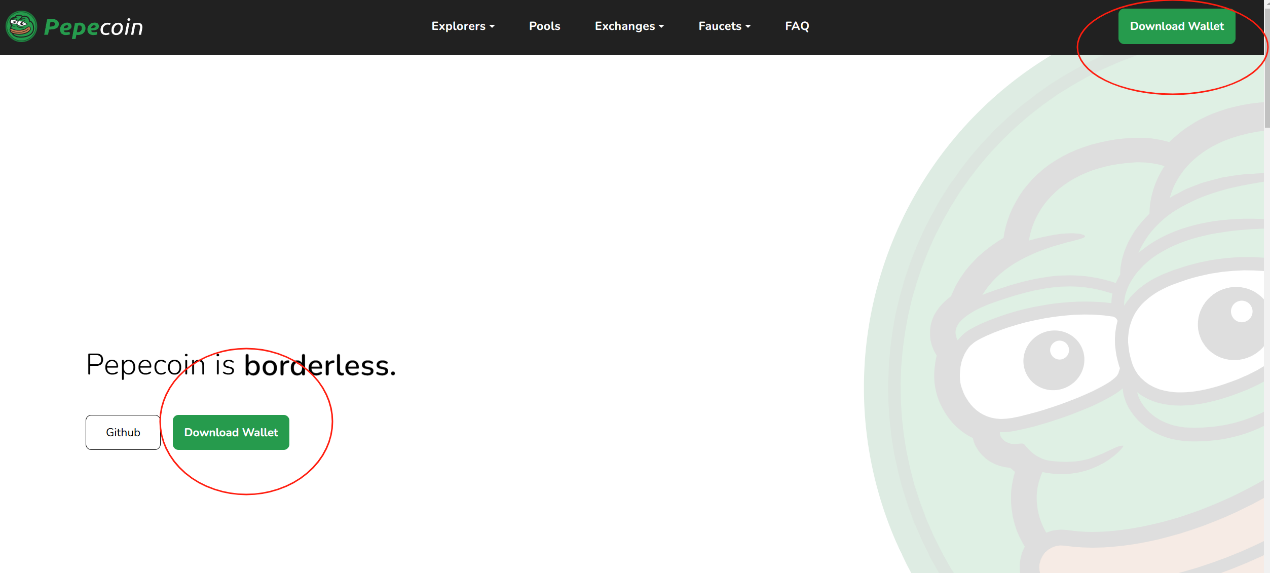 Pepecoin
Explorers
Pools
Exchanges
Faucets
FAQ
Download Wallet
Pepecoin is borderless.
Github
Download Wallet